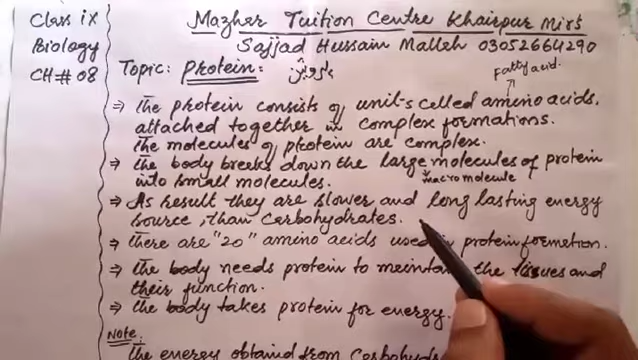 Class ix
Biology
CH# 08
Mazher Tuition Centre Khairpur Mir's
Sajjad Hussain Mallah 03052664290
Topic: Protein: پروٹین
Fatty acid.
⇒ The protein consists of unit-s called amino acids.
attached together in complex formations.
The molecules of protein are complex.
⇒ The body breaks down the large molecules of protein
into small molecules.
macromolecule
⇒ As result they are slower and long lasting energy
source, than carbohydrates.
⇒ There are "20" amino acids used in protein formation.
⇒ The body needs protein to maintain the tissues and
their function.
⇒ The body takes protein for energy.
Note:
The energy obtained from Carbohydr